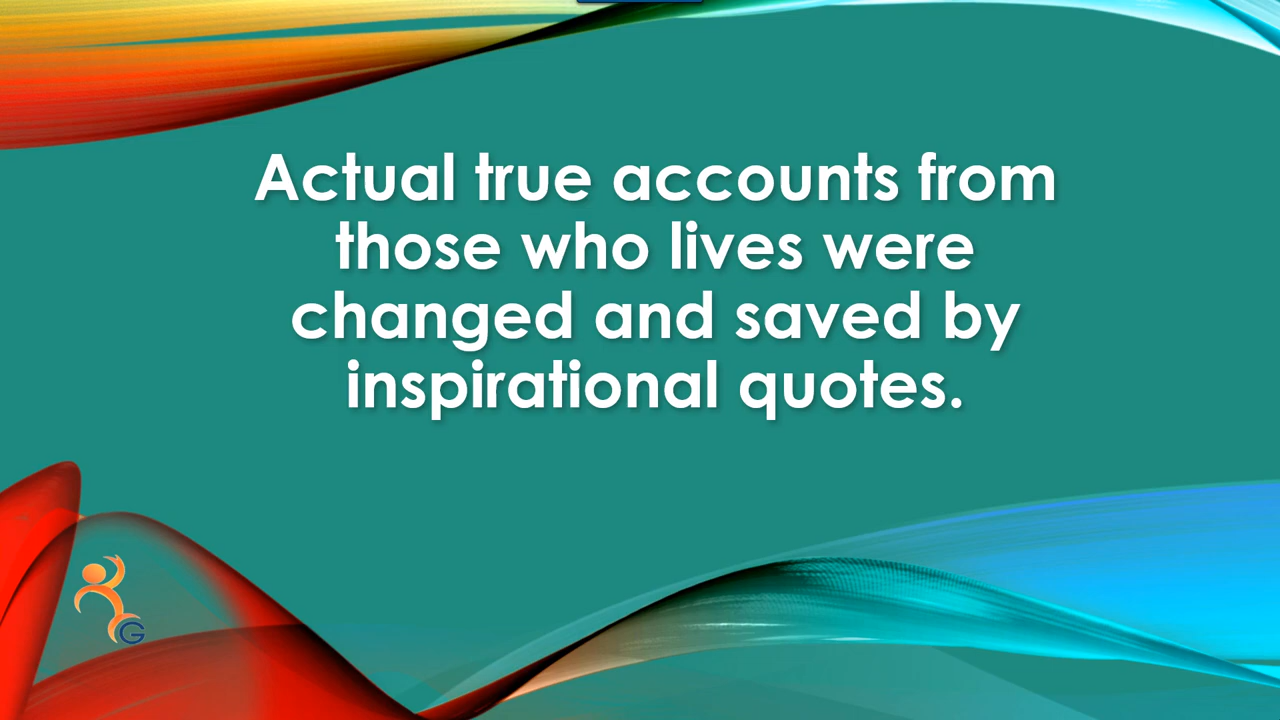 Actual true accounts from
those who lives were
changed and saved by
inspirational quotes.
G